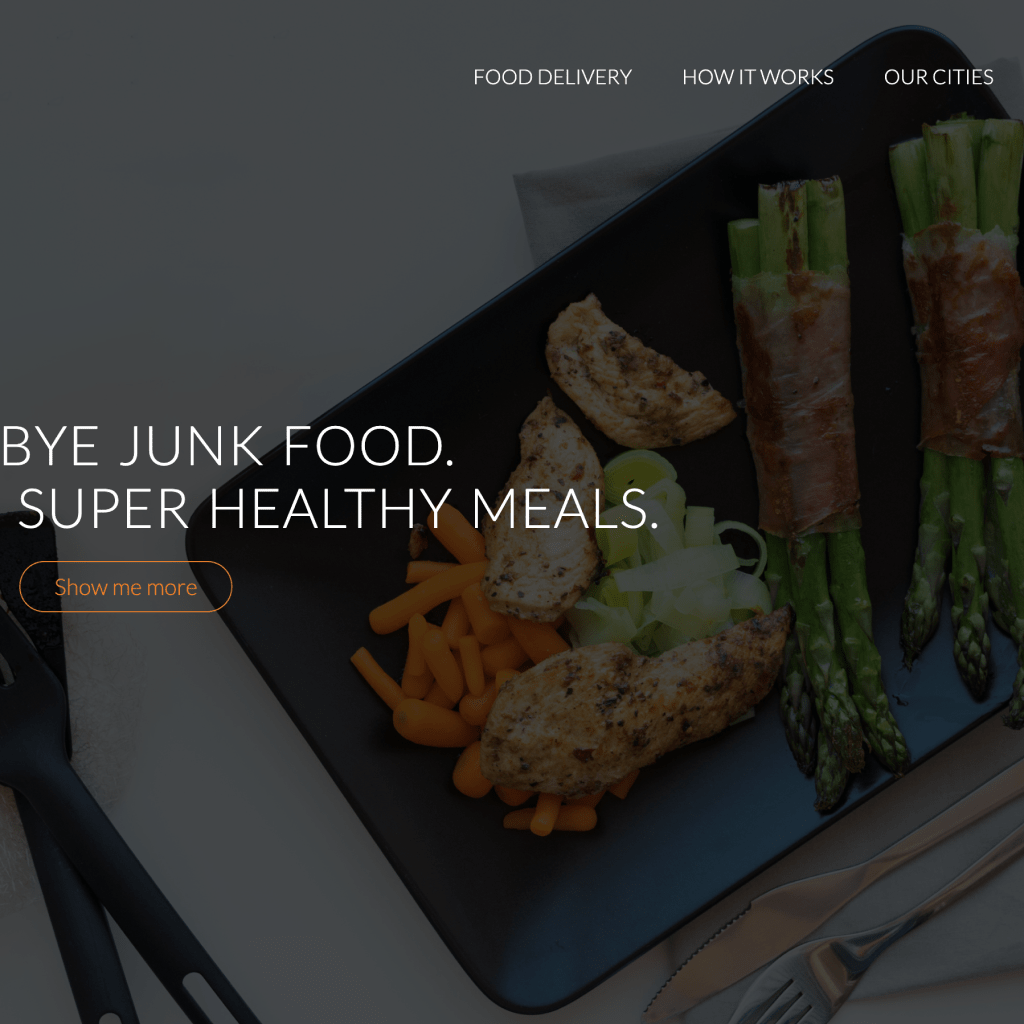 FOOD DELIVERY HOW IT WORKS OUR CITIES
BYE JUNK FOOD.
SUPER HEALTHY MEALS.
Show me more